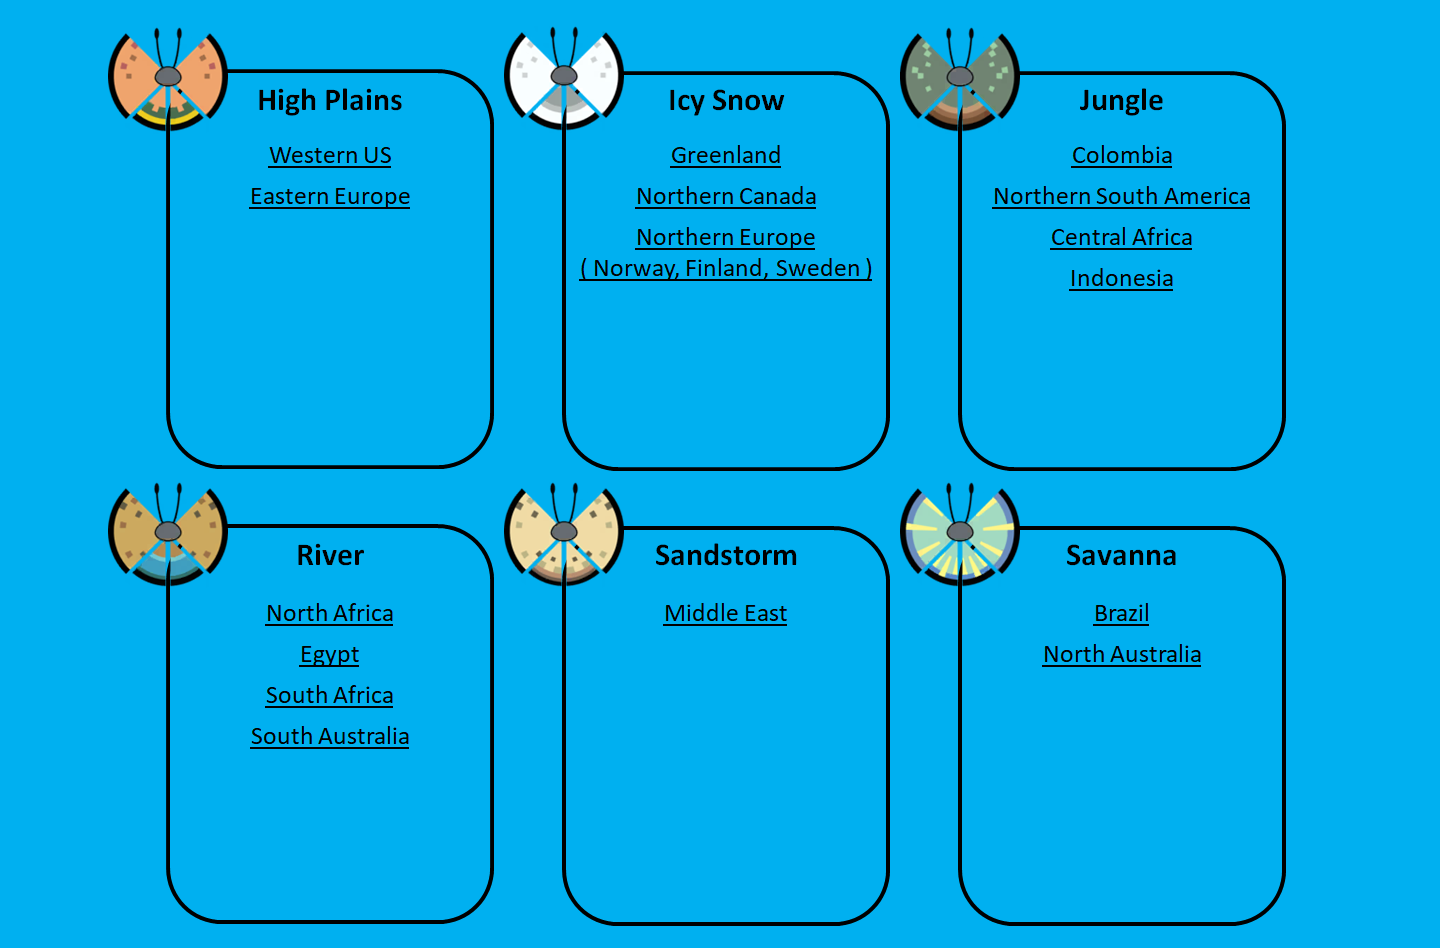 High Plains
Western US
Eastern Europe
Icy Snow
Greenland
Northern Canada
Northern Europe
( Norway, Finland, Sweden )
Jungle
Colombia
Northern South America
Central Africa
Indonesia
River
North Africa
Egypt
South Africa
South Australia
Sandstorm
Middle East
Savanna
Brazil
North Australia